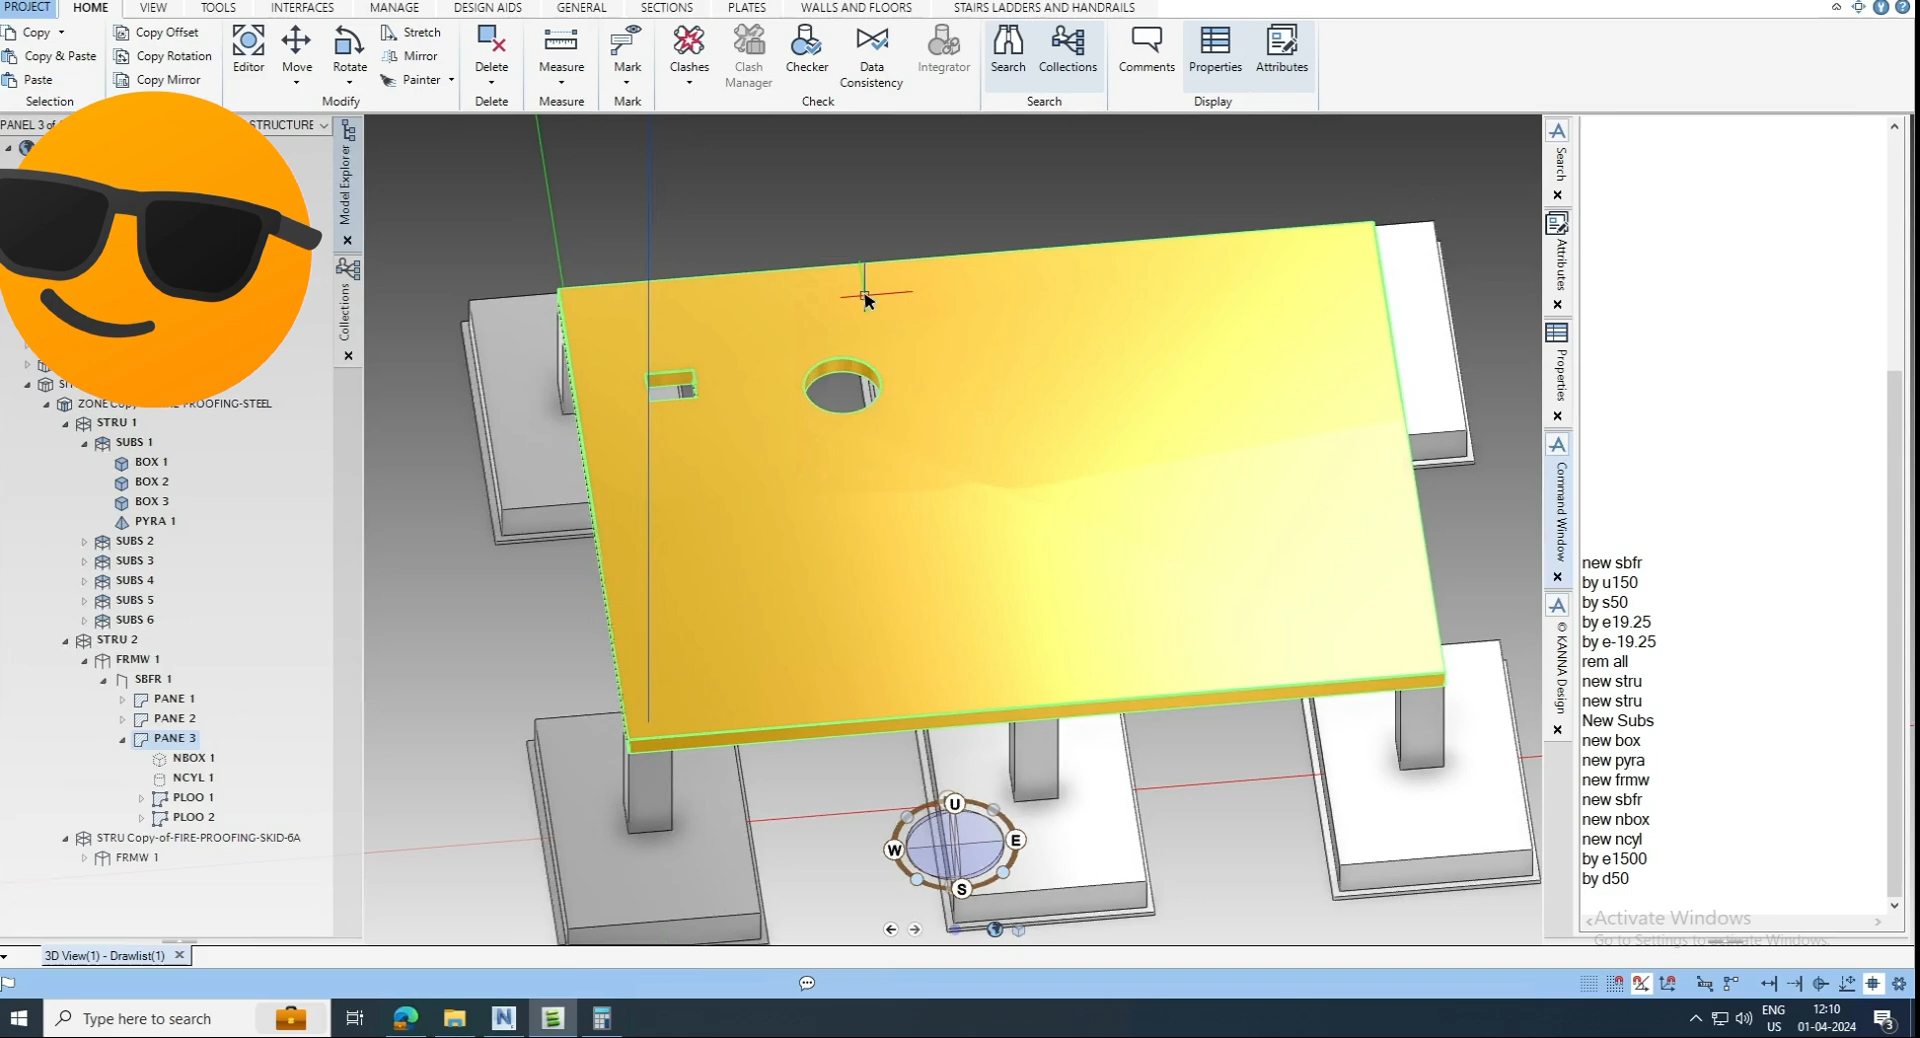 PROJECT HOME VIEW TOOLS INTERFACES MANAGE DESIGN AIDS GENERAL SECTIONS PLATES WALLS AND FLOORS STAIRS LADDERS AND HANDRAILS
Copy
Copy & Paste
Paste
Selection
Copy Offset
Copy Rotation
Copy Mirror
Editor
Move
Rotate
Stretch
Mirror
Painter
Modify
Delete
Delete
Measure
Measure
Mark
Mark
Clashes
Clash Manager
Checker
Data Consistency
Integrator
Check
Search
Collections
Search
Comments
Properties
Attributes
Display
PANEL 3 of
STRUCTURE
Model Explorer
Collections
ZONE
PROOFING-STEEL
STRU 1
SUBS 1
BOX 1
BOX 2
BOX 3
PYRA 1
SUBS 2
SUBS 3
SUBS 4
SUBS 5
SUBS 6
STRU 2
FRMW 1
SBFR 1
PANE 1
PANE 2
PANE 3
NBOX 1
NCYL 1
PLOO 1
PLOO 2
STRU Copy-of-FIRE-PROOFING-SKID-6A
FRMW 1
U
E
W
S
Search
Attributes
Properties
Command Window
© KANNA Design
new sbfr
by u150
by s50
by e19.25
by e-19.25
rem all
new stru
new stru
New Subs
new box
new pyra
new frmw
new sbfr
new nbox
new ncyl
by e1500
by d50
Activate Windows
Go to Settings to activate Windows.
3D View(1) - Drawlist(1)
Type here to search
N
ENG
US
12:10
01-04-2024
3